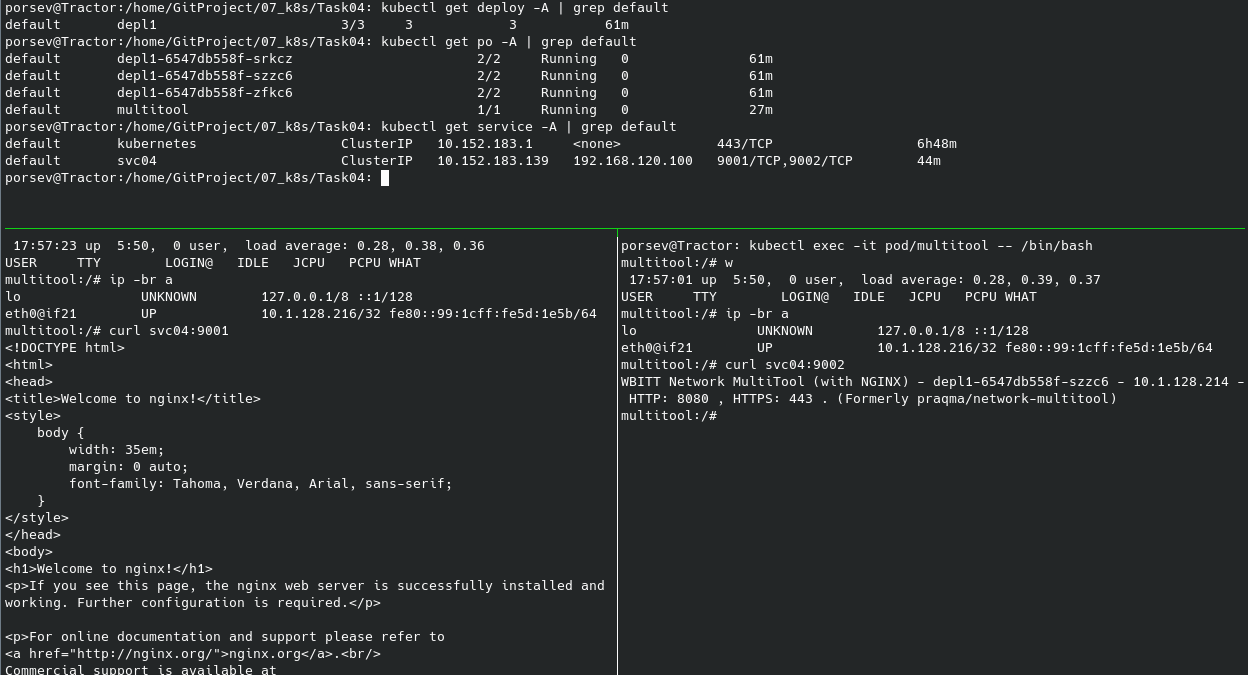 porsev@Tractor:/home/GitProject/07_k8s/Task04: kubectl get deploy -A | grep default
default       depl1                       3/3     3            3           61m
porsev@Tractor:/home/GitProject/07_k8s/Task04: kubectl get po -A | grep default
default       depl1-6547db558f-srkcz                       2/2     Running   0               61m
default       depl1-6547db558f-szzc6                       2/2     Running   0               61m
default       depl1-6547db558f-zfkc6                       2/2     Running   0               61m
default       multitool                                    1/1     Running   0               27m
porsev@Tractor:/home/GitProject/07_k8s/Task04: kubectl get service -A | grep default
default       kubernetes                  ClusterIP   10.152.183.1     <none>            443/TCP                  6h48m
default       svc04                       ClusterIP   10.152.183.139   192.168.120.100   9001/TCP,9002/TCP        44m
porsev@Tractor:/home/GitProject/07_k8s/Task04:
 17:57:23 up  5:50,  0 user,  load average: 0.28, 0.38, 0.36
USER     TTY        LOGIN@   IDLE   JCPU   PCPU WHAT
multitool:/# ip -br a
lo               UNKNOWN        127.0.0.1/8 ::1/128
eth0@if21        UP             10.1.128.216/32 fe80::99:1cff:fe5d:1e5b/64
multitool:/# curl svc04:9001
<!DOCTYPE html>
<html>
<head>
<title>Welcome to nginx!</title>
<style>
    body {
        width: 35em;
        margin: 0 auto;
        font-family: Tahoma, Verdana, Arial, sans-serif;
    }
</style>
</head>
<body>
<h1>Welcome to nginx!</h1>
<p>If you see this page, the nginx web server is successfully installed and
working. Further configuration is required.</p>

<p>For online documentation and support please refer to
<a href="http://nginx.org/">nginx.org</a>.<br/>
Commercial support is available at
porsev@Tractor: kubectl exec -it pod/multitool -- /bin/bash
multitool:/# w
 17:57:01 up  5:50,  0 user,  load average: 0.28, 0.39, 0.37
USER     TTY        LOGIN@   IDLE   JCPU   PCPU WHAT
multitool:/# ip -br a
lo               UNKNOWN        127.0.0.1/8 ::1/128
eth0@if21        UP             10.1.128.216/32 fe80::99:1cff:fe5d:1e5b/64
multitool:/# curl svc04:9002
WBITT Network MultiTool (with NGINX) - depl1-6547db558f-szzc6 - 10.1.128.214 -
 HTTP: 8080 , HTTPS: 443 . (Formerly praqma/network-multitool)
multitool:/#